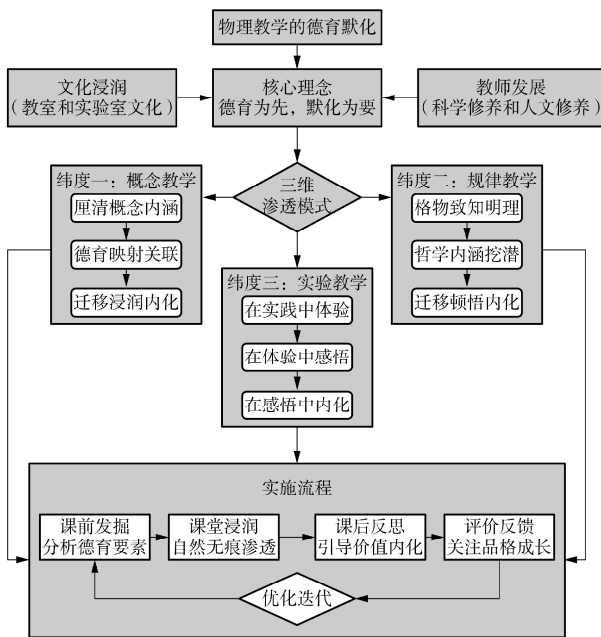 物理教学的德育默化
文化浸润
（教室和实验室文化）
核心理念
德育为先，默化为要
教师发展
（科学修养和人文修养）
三维
渗透模式
纬度一：概念教学
厘清概念内涵
德育映射关联
迁移浸润内化
纬度二：规律教学
格物致知明理
哲学内涵挖潜
迁移顿悟内化
纬度三：实验教学
在实践中体验
在体验中感悟
在感悟中内化
实施流程
课前发掘
分析德育要素
课堂浸润
自然无痕渗透
课后反思
引导价值内化
评价反馈
关注品格成长
优化迭代